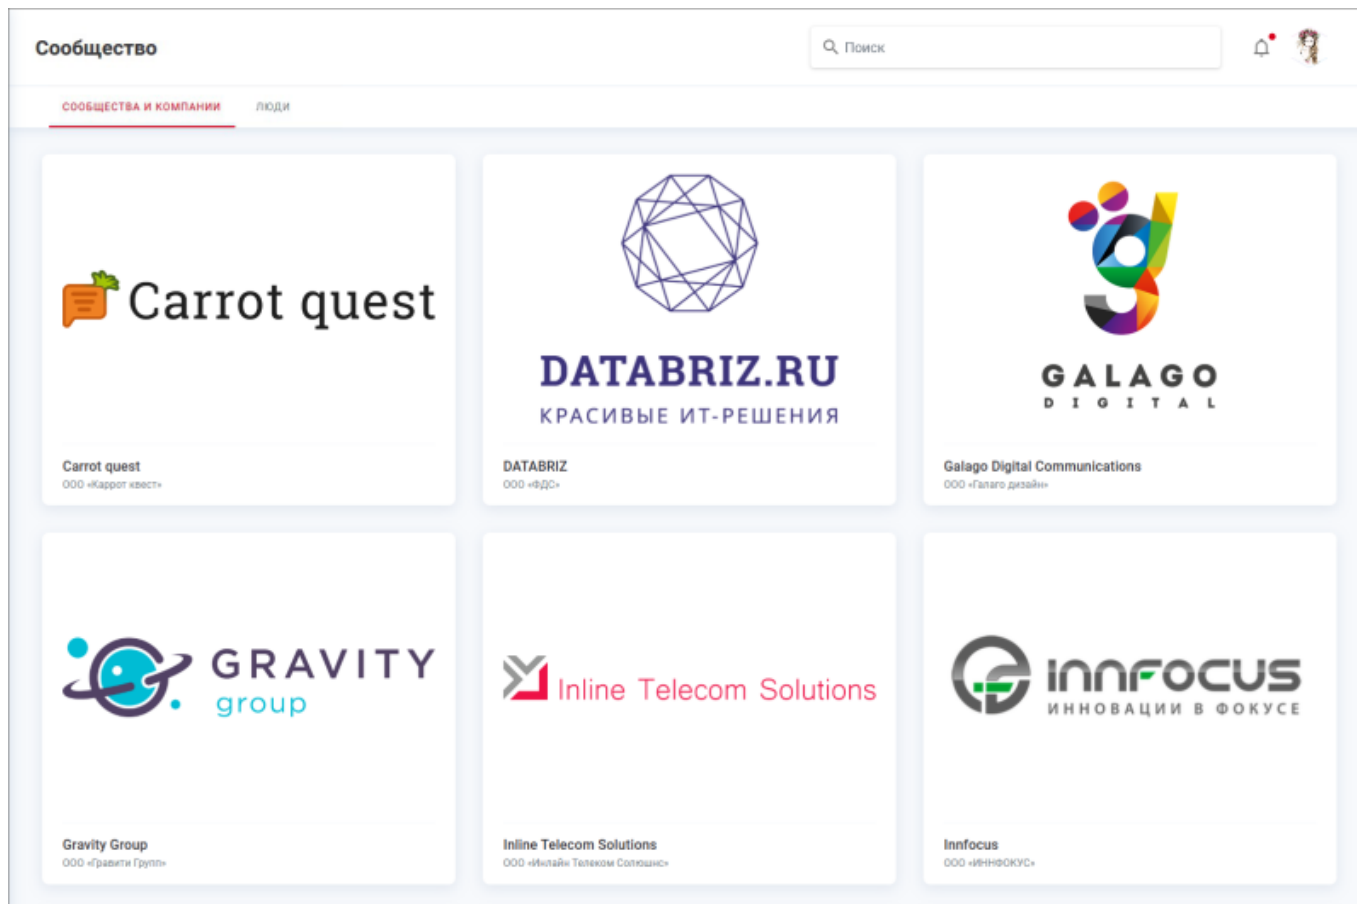 Сообщество
Поиск
СООБЩЕСТВА И КОМПАНИИ
ЛЮДИ
Carrot quest
DATABRIZ.RU
КРАСИВЫЕ ИТ-РЕШЕНИЯ
GALAGO
DIGITAL
Carrot quest
ООО «Каррот квест»
DATABRIZ
ООО «ФДС»
Galago Digital Communications
ООО «Галаго дизайн»
GRAVITY
group
Inline Telecom Solutions
INNFOCUS
ИННОВАЦИИ В ФОКУСЕ
Gravity Group
ООО «Гравити Групп»
Inline Telecom Solutions
ООО «Инлайн Телеком Солюшнс»
Innfocus
ООО «ИННФОКУС»